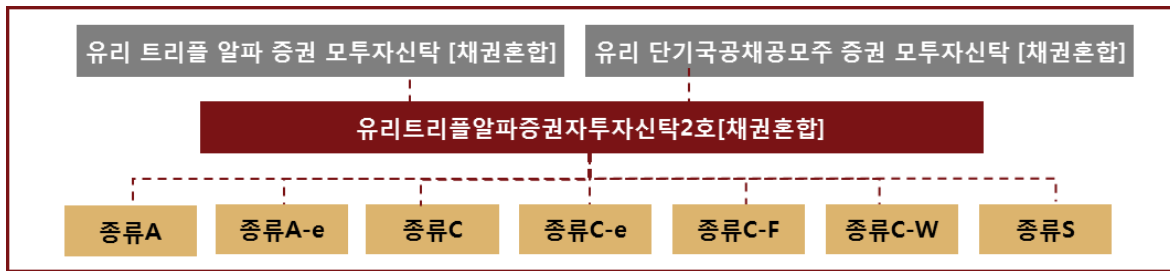 유리 트리플 알파 증권 모투자신탁 [채권혼합]
유리 단기국공채공모주 증권 모투자신탁 [채권혼합]
유리트리플알파증권자투자신탁2호[채권혼합]
종류A
종류A-e
종류C
종류C-e
종류C-F
종류C-W
종류S